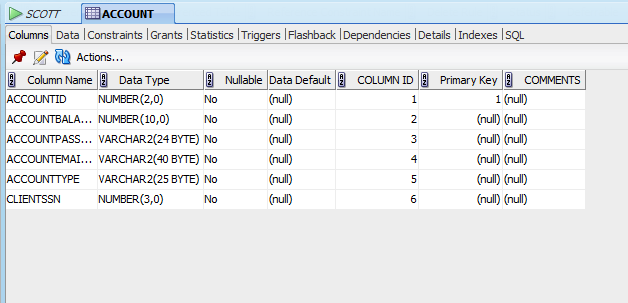 SCOTT ACCOUNT
Columns Data Constraints Grants Statistics Triggers Flashback Dependencies Details Indexes SQL
Actions...
Column Name Data Type Nullable Data Default COLUMN ID Primary Key COMMENTS
ACCOUNTID NUMBER(2,0) No (null) 1 1 (null)
ACCOUNTBALA... NUMBER(10,0) No (null) 2 (null) (null)
ACCOUNTPASS... VARCHAR2(24 BYTE) No (null) 3 (null) (null)
ACCOUNTEMAI... VARCHAR2(40 BYTE) No (null) 4 (null) (null)
ACCOUNTTYPE VARCHAR2(25 BYTE) No (null) 5 (null) (null)
CLIENTSSN NUMBER(3,0) No (null) 6 (null) (null)